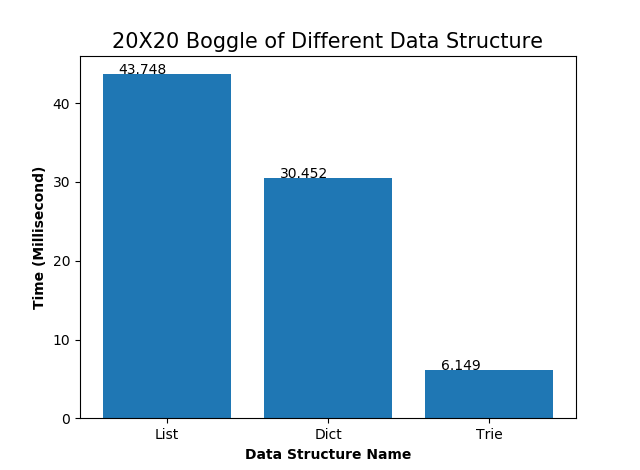 20X20 Boggle of Different Data Structure
43.748
30.452
6.149
40
30
20
10
0
Time (Millisecond)
List Dict Trie
Data Structure Name